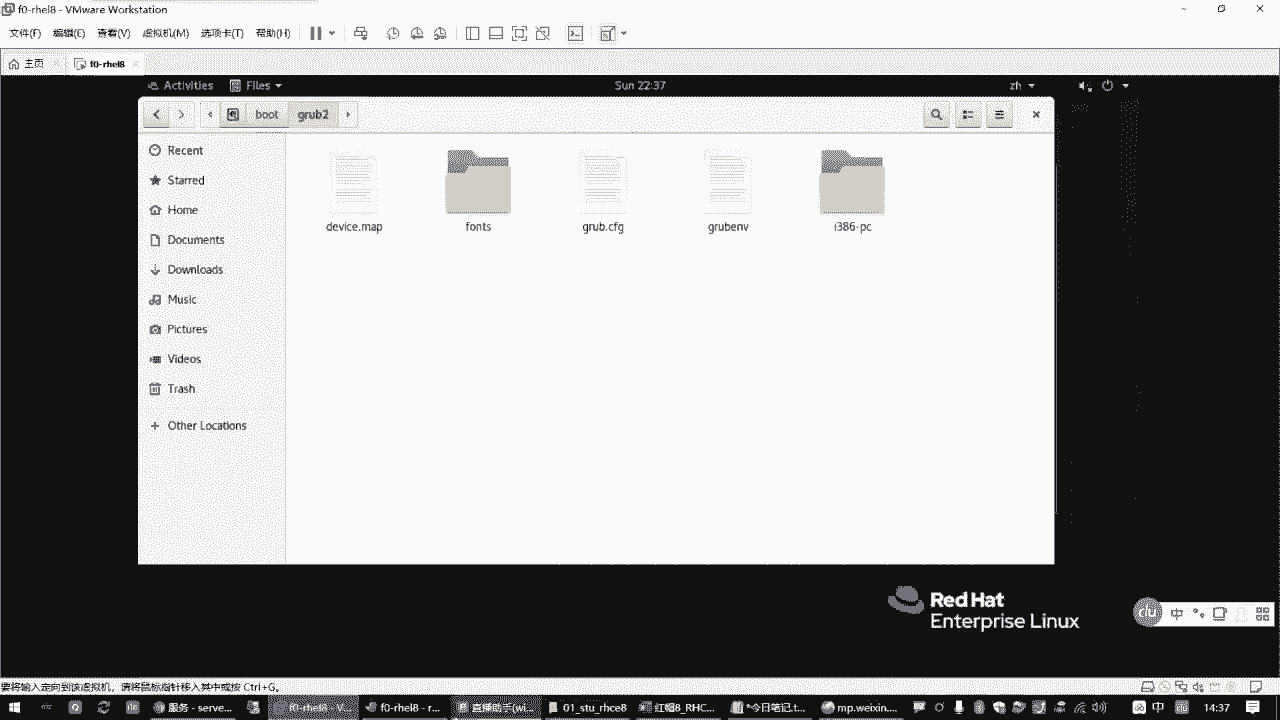 f0-rhel8 - VMware Workstation
文件(F) 编辑(E) 查看(V) 虚拟机(M) 选项卡(T) 帮助(H)
主页 f0-rhel8
Activities Files Sun 22:37 zh
boot grub2
Recent
Starred
Home
Documents
Downloads
Music
Pictures
Videos
Trash
Other Locations
device.map fonts grub.cfg grubenv i386-pc
Red Hat
Enterprise Linux
du 中
要将输入定向到该虚拟机，请将鼠标指针移入其中或按 Ctrl+G。
服务 - serve... f0-rhel8 - V... f0-rhel8 - r... 01_stu_rhce8 红帽8_RHC... *今日笔记.t... mp.weixin... 中 14:37